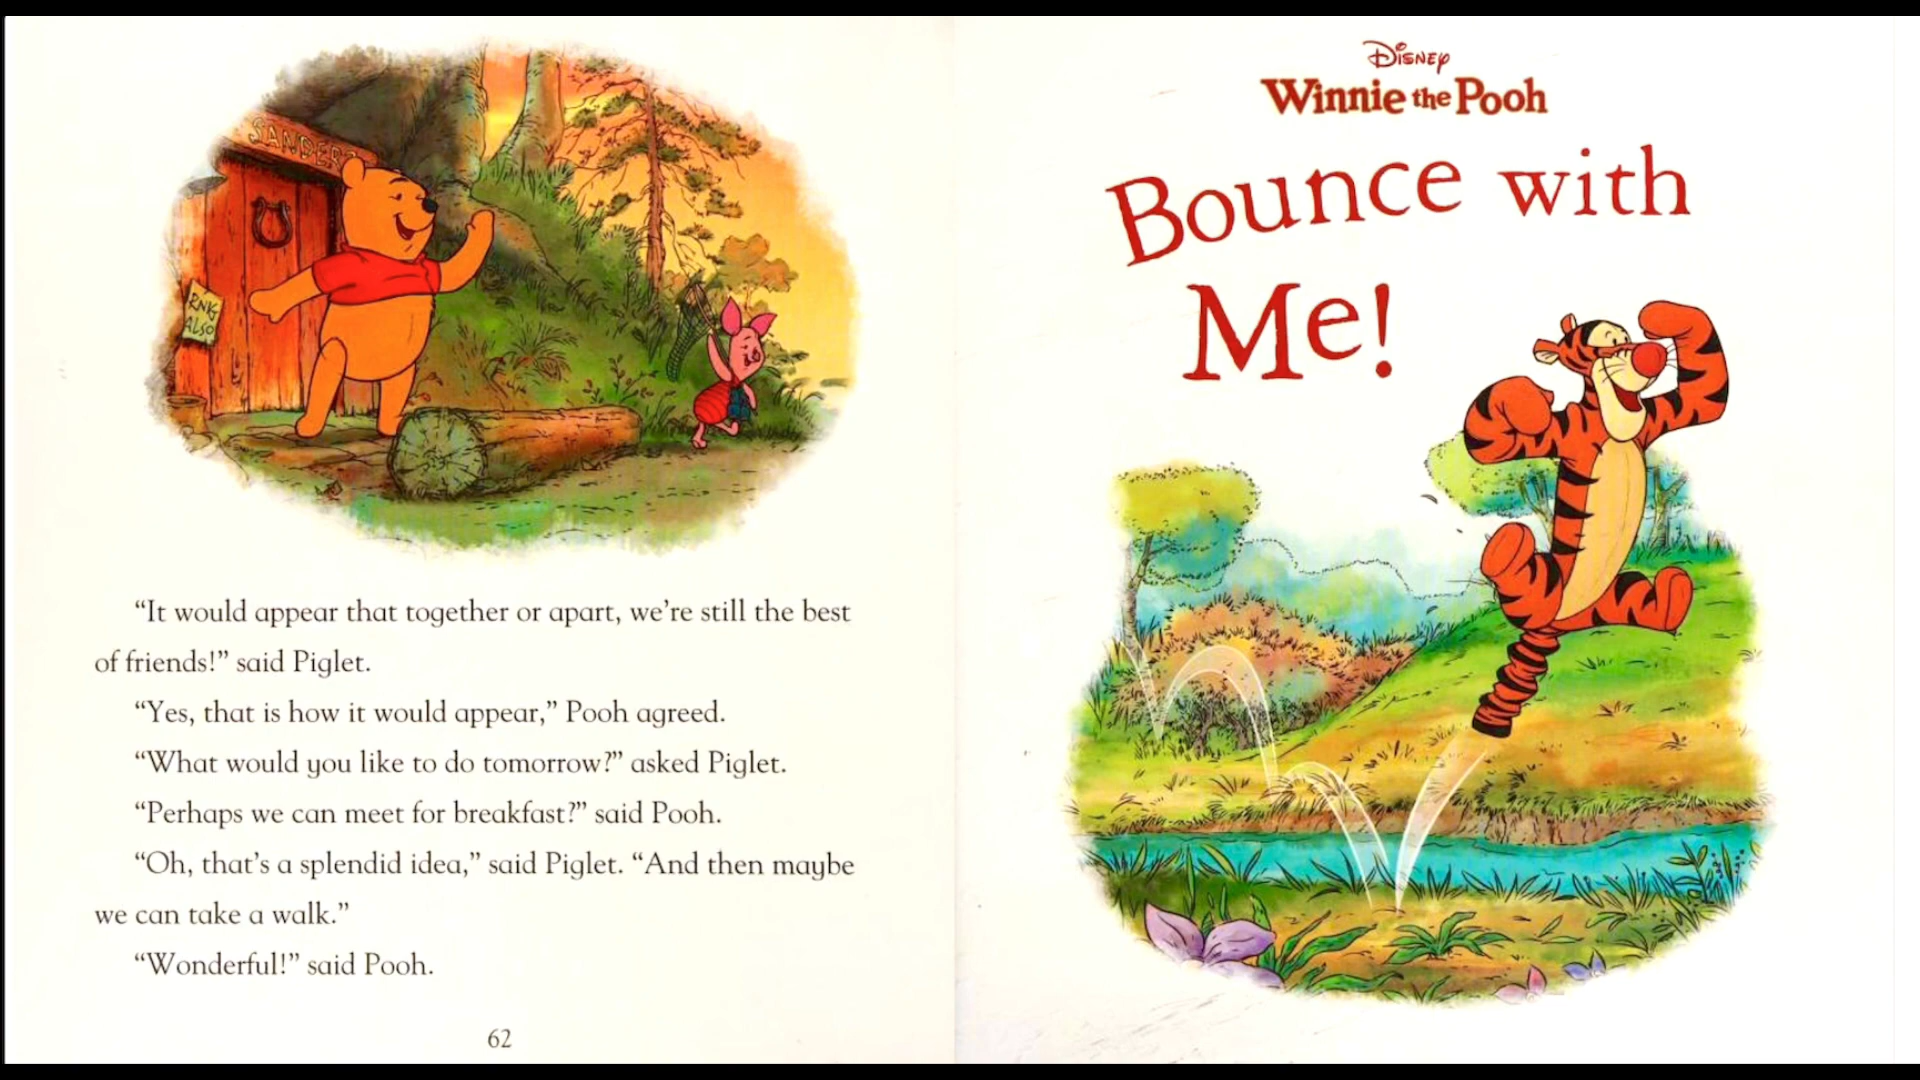 SANDERS
RNIG
ALSO
“It would appear that together or apart, we’re still the best
of friends!” said Piglet.
“Yes, that is how it would appear,” Pooh agreed.
“What would you like to do tomorrow?” asked Piglet.
“Perhaps we can meet for breakfast?” said Pooh.
“Oh, that’s a splendid idea,” said Piglet. “And then maybe
we can take a walk.”
“Wonderful!” said Pooh.
62
Disney
Winnie the Pooh
Bounce with
Me!